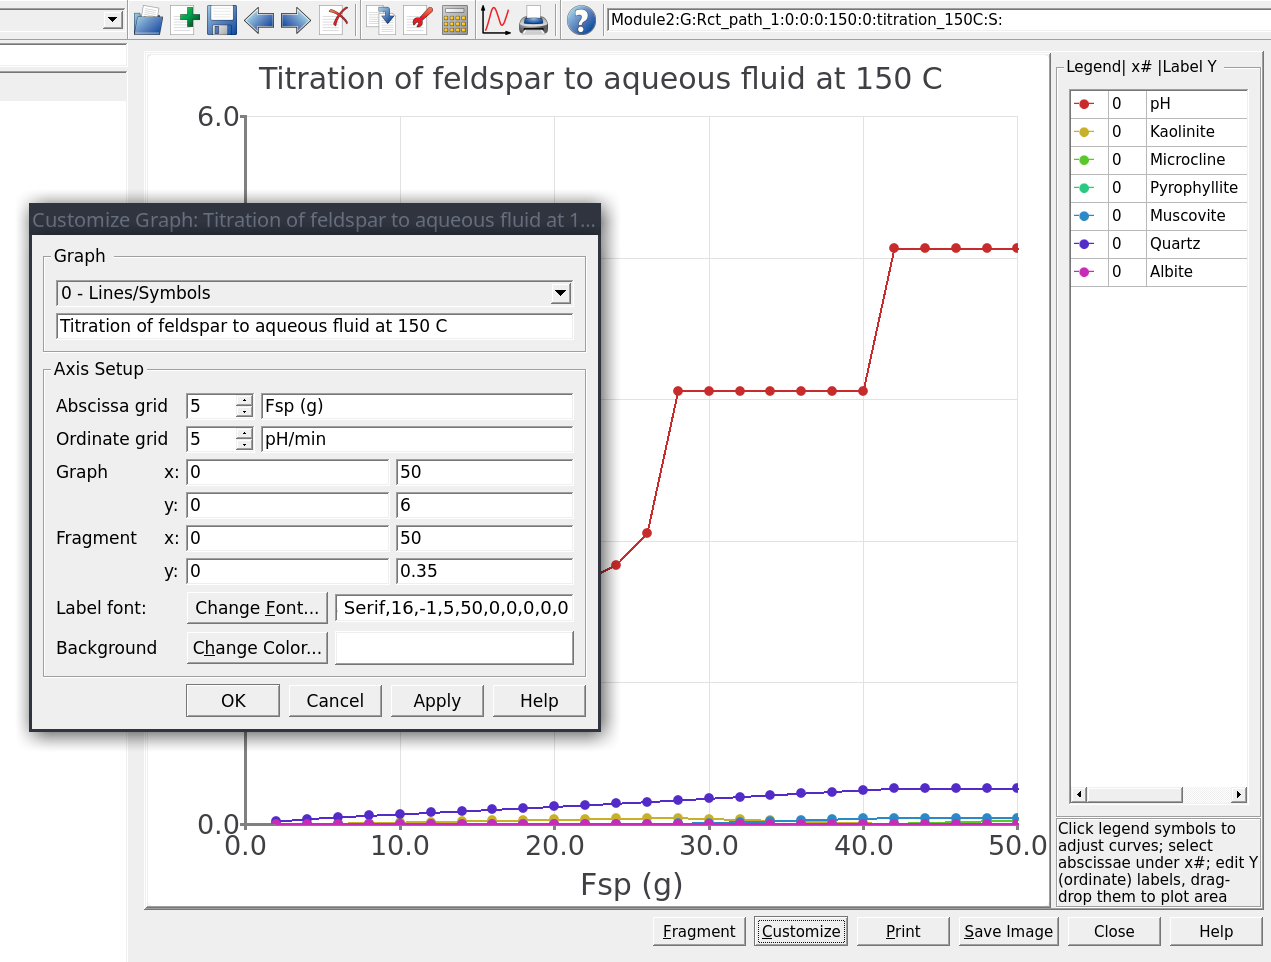 Module2:G:Rct_path_1:0:0:0:150:0:titration_150C:S:
Titration of feldspar to aqueous fluid at 150 C
6.0
0.0
0.0 10.0 20.0 30.0 40.0 50.0
Fsp (g)
Customize Graph: Titration of feldspar to aqueous fluid at 1...
Graph
0 - Lines/Symbols
Titration of feldspar to aqueous fluid at 150 C
Axis Setup
Abscissa grid 5 Fsp (g)
Ordinate grid 5 pH/min
Graph x: 0 50
y: 0 6
Fragment x: 0 50
y: 0 0.35
Label font: Change Font... Serif,16,-1,5,50,0,0,0,0,0
Background Change Color...
OK Cancel Apply Help
Legend| x# |Label Y
0 pH
0 Kaolinite
0 Microcline
0 Pyrophyllite
0 Muscovite
0 Quartz
0 Albite
Click legend symbols to
adjust curves; select
abscissae under x#; edit Y
(ordinate) labels, drag-
drop them to plot area
Fragment Customize Print Save Image Close Help